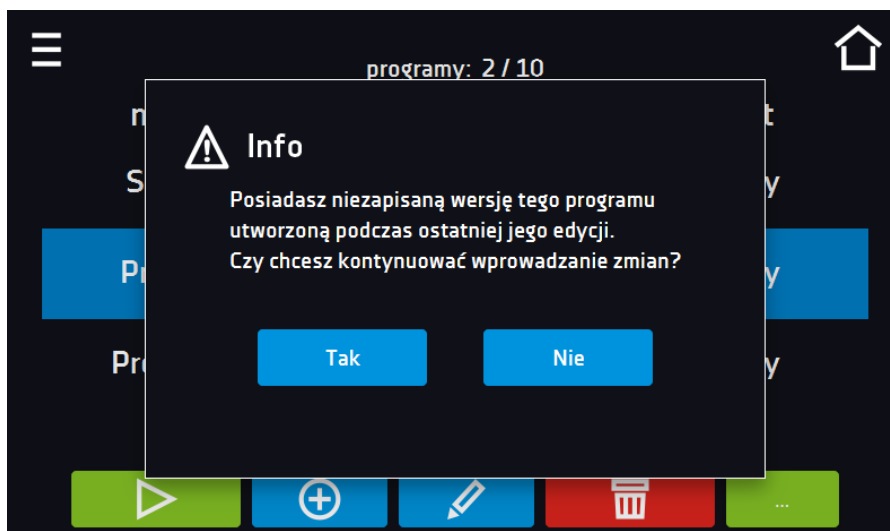 programy: 2 / 10
Info
Posiadasz niezapisaną wersję tego programu
utworzoną podczas ostatniej jego edycji.
Czy chcesz kontynuować wprowadzanie zmian?
Tak Nie
...